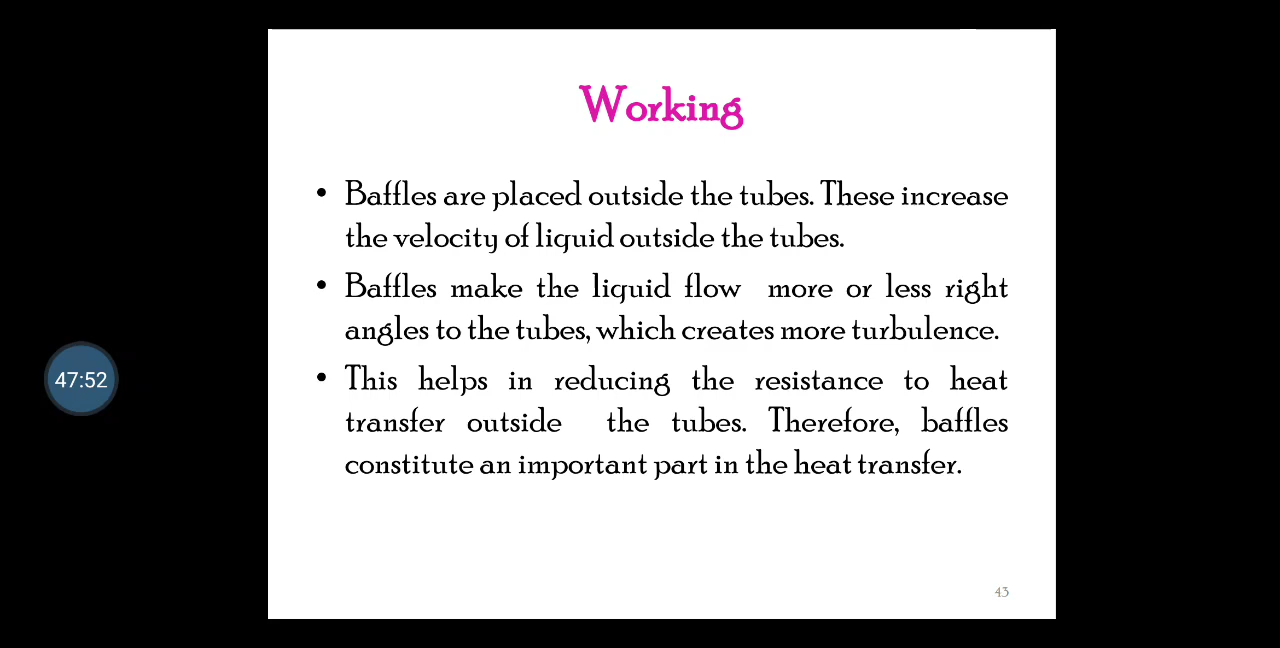 Working
• Baffles are placed outside the tubes. These increase
the velocity of liquid outside the tubes.
• Baffles make the liquid flow more or less right
angles to the tubes, which creates more turbulence.
47:52
• This helps in reducing the resistance to heat
transfer outside the tubes. Therefore, baffles
constitute an important part in the heat transfer.
43